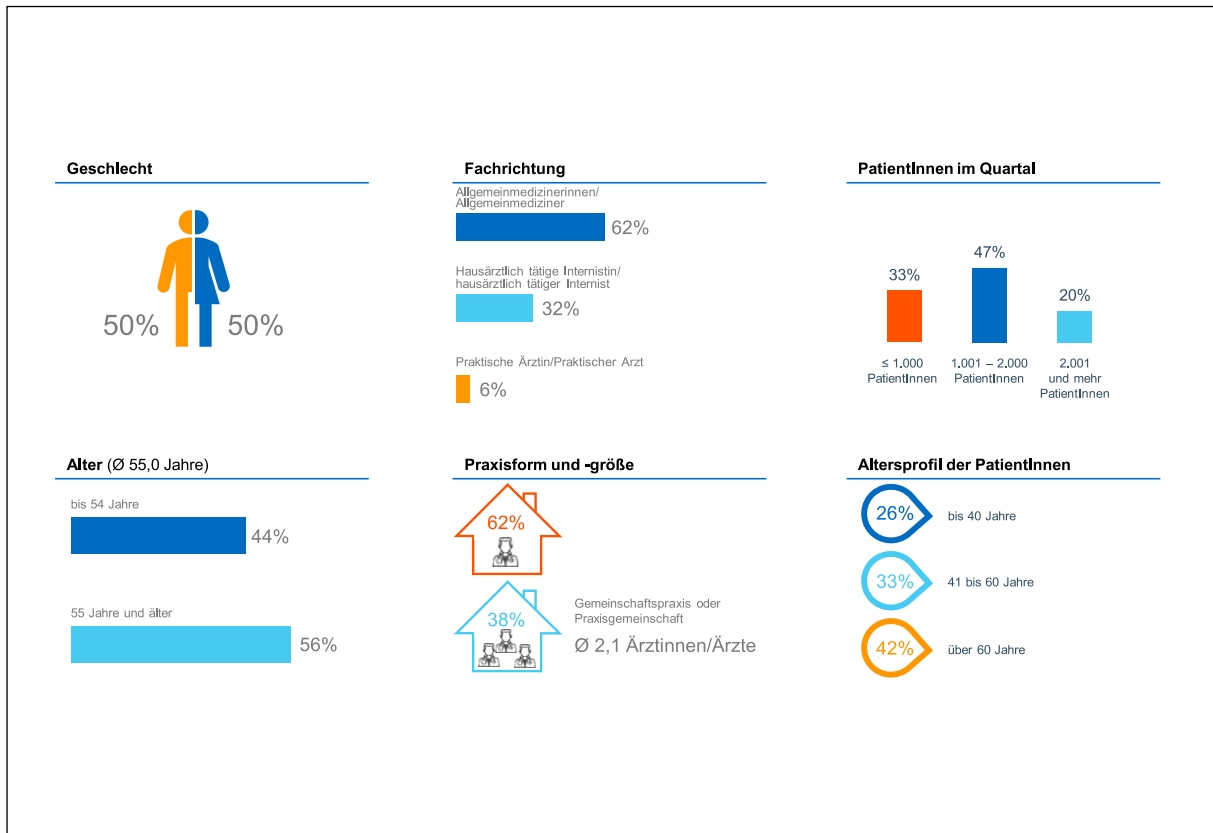 Geschlecht
50%
50%
Fachrichtung
Allgemeinmedizinerinnen/
Allgemeinmediziner
62%
Hausärztlich tätige Internistin/
hausärztlich tätiger Internist
32%
Praktische Ärztin/Praktischer Arzt
6%
PatientInnen im Quartal
33%
47%
20%
≤ 1.000
PatientInnen
1.001 – 2.000
PatientInnen
2.001
und mehr
PatientInnen
Alter (Ø 55,0 Jahre)
bis 54 Jahre
44%
55 Jahre und älter
56%
Praxisform und -größe
62%
38%
Gemeinschaftspraxis oder
Praxisgemeinschaft
Ø 2,1 Ärztinnen/Ärzte
Altersprofil der PatientInnen
26%
bis 40 Jahre
33%
41 bis 60 Jahre
42%
über 60 Jahre